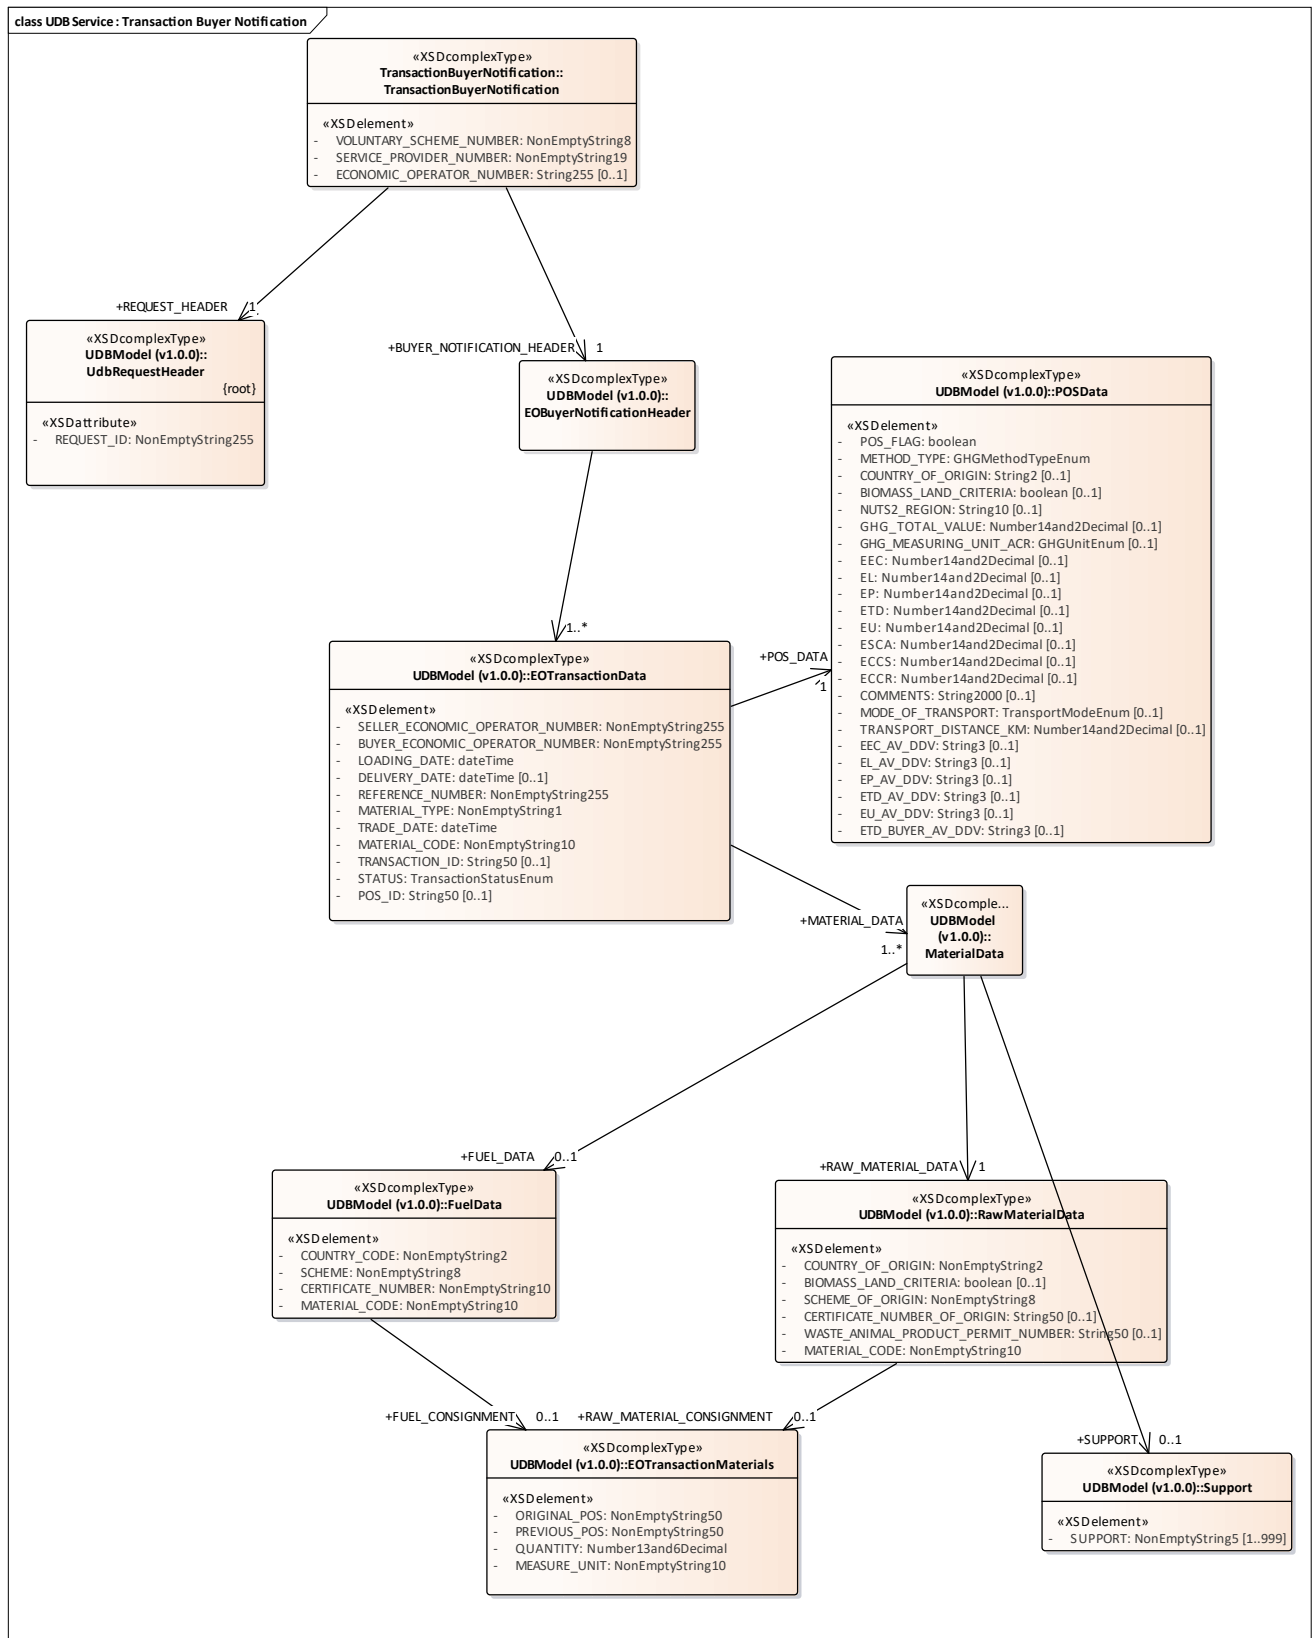 class UDB Service : Transaction Buyer Notification
«XSDcomplexType»
TransactionBuyerNotification::
TransactionBuyerNotification
«XSDelement»
- VOLUNTARY_SCHEME_NUMBER: NonEmptyString8
- SERVICE_PROVIDER_NUMBER: NonEmptyString19
- ECONOMIC_OPERATOR_NUMBER: String255 [0..1]
+REQUEST_HEADER
1
«XSDcomplexType»
UDBModel (v1.0.0)::
UdbRequestHeader
{root}
«XSDattribute»
- REQUEST_ID: NonEmptyString255
+BUYER_NOTIFICATION_HEADER
1
«XSDcomplexType»
UDBModel (v1.0.0)::
EOBuyerNotificationHeader
1..*
«XSDcomplexType»
UDBModel (v1.0.0)::POSData
«XSDelement»
- POS_FLAG: boolean
- METHOD_TYPE: GHGMethodTypeEnum
- COUNTRY_OF_ORIGIN: String2 [0..1]
- BIOMASS_LAND_CRITERIA: boolean [0..1]
- NUTS2_REGION: String10 [0..1]
- GHG_TOTAL_VALUE: Number14and2Decimal [0..1]
- GHG_MEASURING_UNIT_ACR: GHGUnitEnum [0..1]
- EEC: Number14and2Decimal [0..1]
- EL: Number14and2Decimal [0..1]
- EP: Number14and2Decimal [0..1]
- ETD: Number14and2Decimal [0..1]
- EU: Number14and2Decimal [0..1]
- ESCA: Number14and2Decimal [0..1]
- ECCS: Number14and2Decimal [0..1]
- ECCR: Number14and2Decimal [0..1]
- COMMENTS: String2000 [0..1]
- MODE_OF_TRANSPORT: TransportModeEnum [0..1]
- TRANSPORT_DISTANCE_KM: Number14and2Decimal [0..1]
- EEC_AV_DDV: String3 [0..1]
- EL_AV_DDV: String3 [0..1]
- EP_AV_DDV: String3 [0..1]
- ETD_AV_DDV: String3 [0..1]
- EU_AV_DDV: String3 [0..1]
- ETD_BUYER_AV_DDV: String3 [0..1]
+POS_DATA
1
«XSDcomplexType»
UDBModel (v1.0.0)::EOTransactionData
«XSDelement»
- SELLER_ECONOMIC_OPERATOR_NUMBER: NonEmptyString255
- BUYER_ECONOMIC_OPERATOR_NUMBER: NonEmptyString255
- LOADING_DATE: dateTime
- DELIVERY_DATE: dateTime [0..1]
- REFERENCE_NUMBER: NonEmptyString255
- MATERIAL_TYPE: NonEmptyString1
- TRADE_DATE: dateTime
- MATERIAL_CODE: NonEmptyString10
- TRANSACTION_ID: String50 [0..1]
- STATUS: TransactionStatusEnum
- POS_ID: String50 [0..1]
+MATERIAL_DATA
1..*
«XSDcomple...
UDBModel
(v1.0.0)::
MaterialData
+FUEL_DATA
0..1
«XSDcomplexType»
UDBModel (v1.0.0)::FuelData
«XSDelement»
- COUNTRY_CODE: NonEmptyString2
- SCHEME: NonEmptyString8
- CERTIFICATE_NUMBER: NonEmptyString10
- MATERIAL_CODE: NonEmptyString10
+RAW_MATERIAL_DATA
1
«XSDcomplexType»
UDBModel (v1.0.0)::RawMaterialData
«XSDelement»
- COUNTRY_OF_ORIGIN: NonEmptyString2
- BIOMASS_LAND_CRITERIA: boolean [0..1]
- SCHEME_OF_ORIGIN: NonEmptyString8
- CERTIFICATE_NUMBER_OF_ORIGIN: String50 [0..1]
- WASTE_ANIMAL_PRODUCT_PERMIT_NUMBER: String50 [0..1]
- MATERIAL_CODE: NonEmptyString10
+FUEL_CONSIGNMENT
0..1
+RAW_MATERIAL_CONSIGNMENT
0..1
«XSDcomplexType»
UDBModel (v1.0.0)::EOTransactionMaterials
«XSDelement»
- ORIGINAL_POS: NonEmptyString50
- PREVIOUS_POS: NonEmptyString50
- QUANTITY: Number13and6Decimal
- MEASURE_UNIT: NonEmptyString10
+SUPPORT
0..1
«XSDcomplexType»
UDBModel (v1.0.0)::Support
«XSDelement»
- SUPPORT: NonEmptyString5 [1..999]